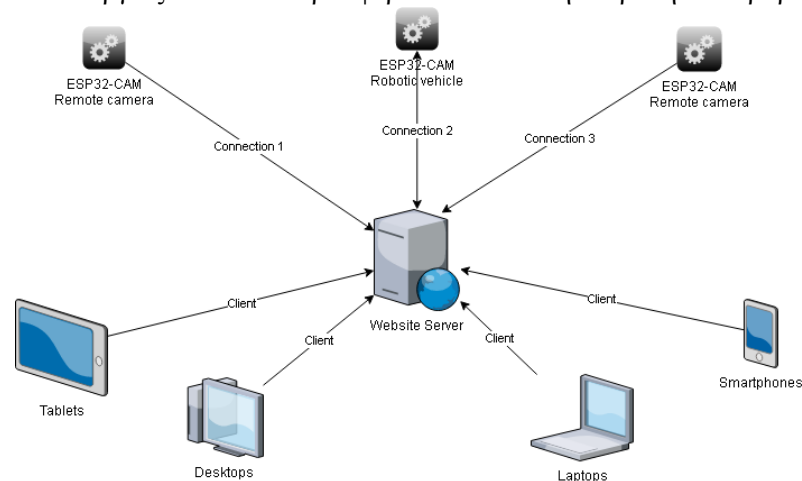 ESP32-CAM
Remote camera
ESP32-CAM
Robotic vehicle
ESP32-CAM
Remote camera
Connection 1
Connection 2
Connection 3
Client
Client
Client
Client
Website Server
Tablets
Desktops
Laptops
Smartphones